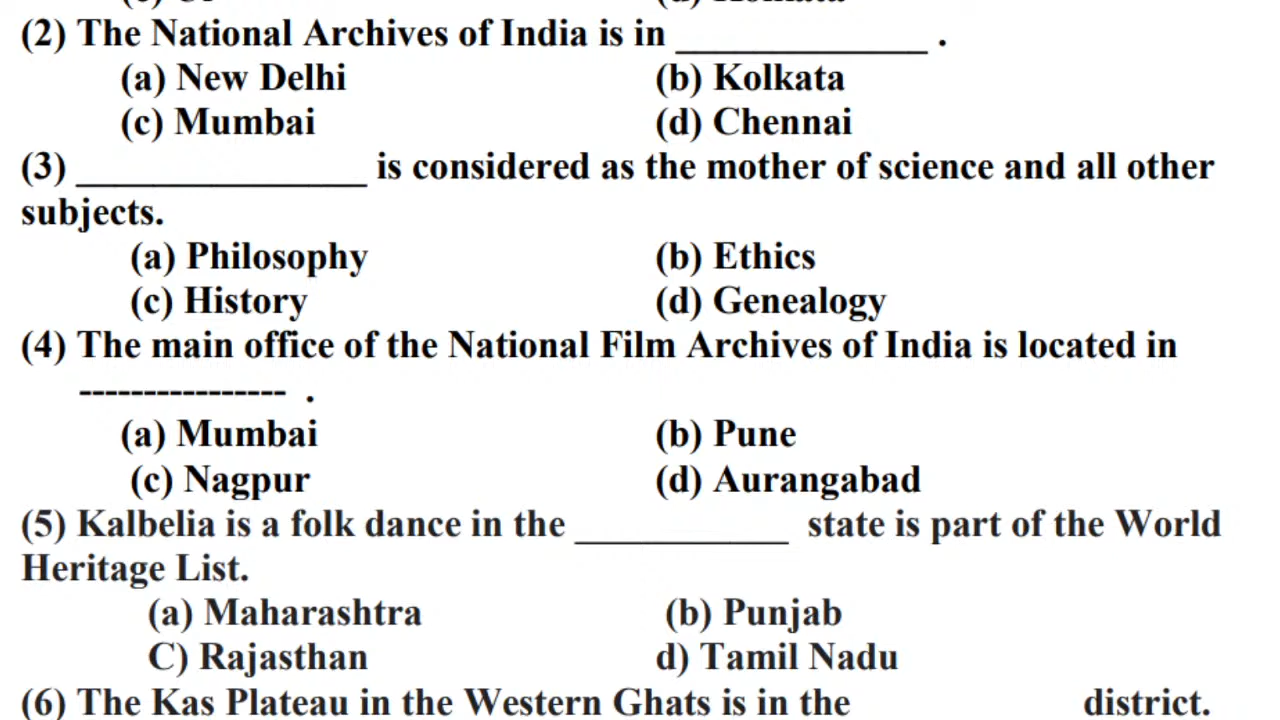 (2) The National Archives of India is in _____________ .
(a) New Delhi (b) Kolkata
(c) Mumbai (d) Chennai
(3) _______________ is considered as the mother of science and all other
subjects.
(a) Philosophy (b) Ethics
(c) History (d) Genealogy
(4) The main office of the National Film Archives of India is located in
---------------- .
(a) Mumbai (b) Pune
(c) Nagpur (d) Aurangabad
(5) Kalbelia is a folk dance in the ___________ state is part of the World
Heritage List.
(a) Maharashtra (b) Punjab
C) Rajasthan d) Tamil Nadu
(6) The Kas Plateau in the Western Ghats is in the district.